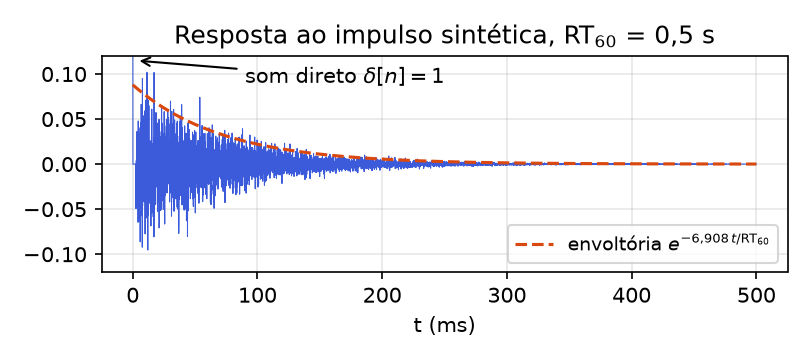 Resposta ao impulso sintética, RT₆₀ = 0,5 s
0.10
0.05
0.00
−0.05
−0.10
som direto δ[n] = 1
envoltória e^{−6,908 t/RT₆₀}
0 100 200 300 400 500
t (ms)